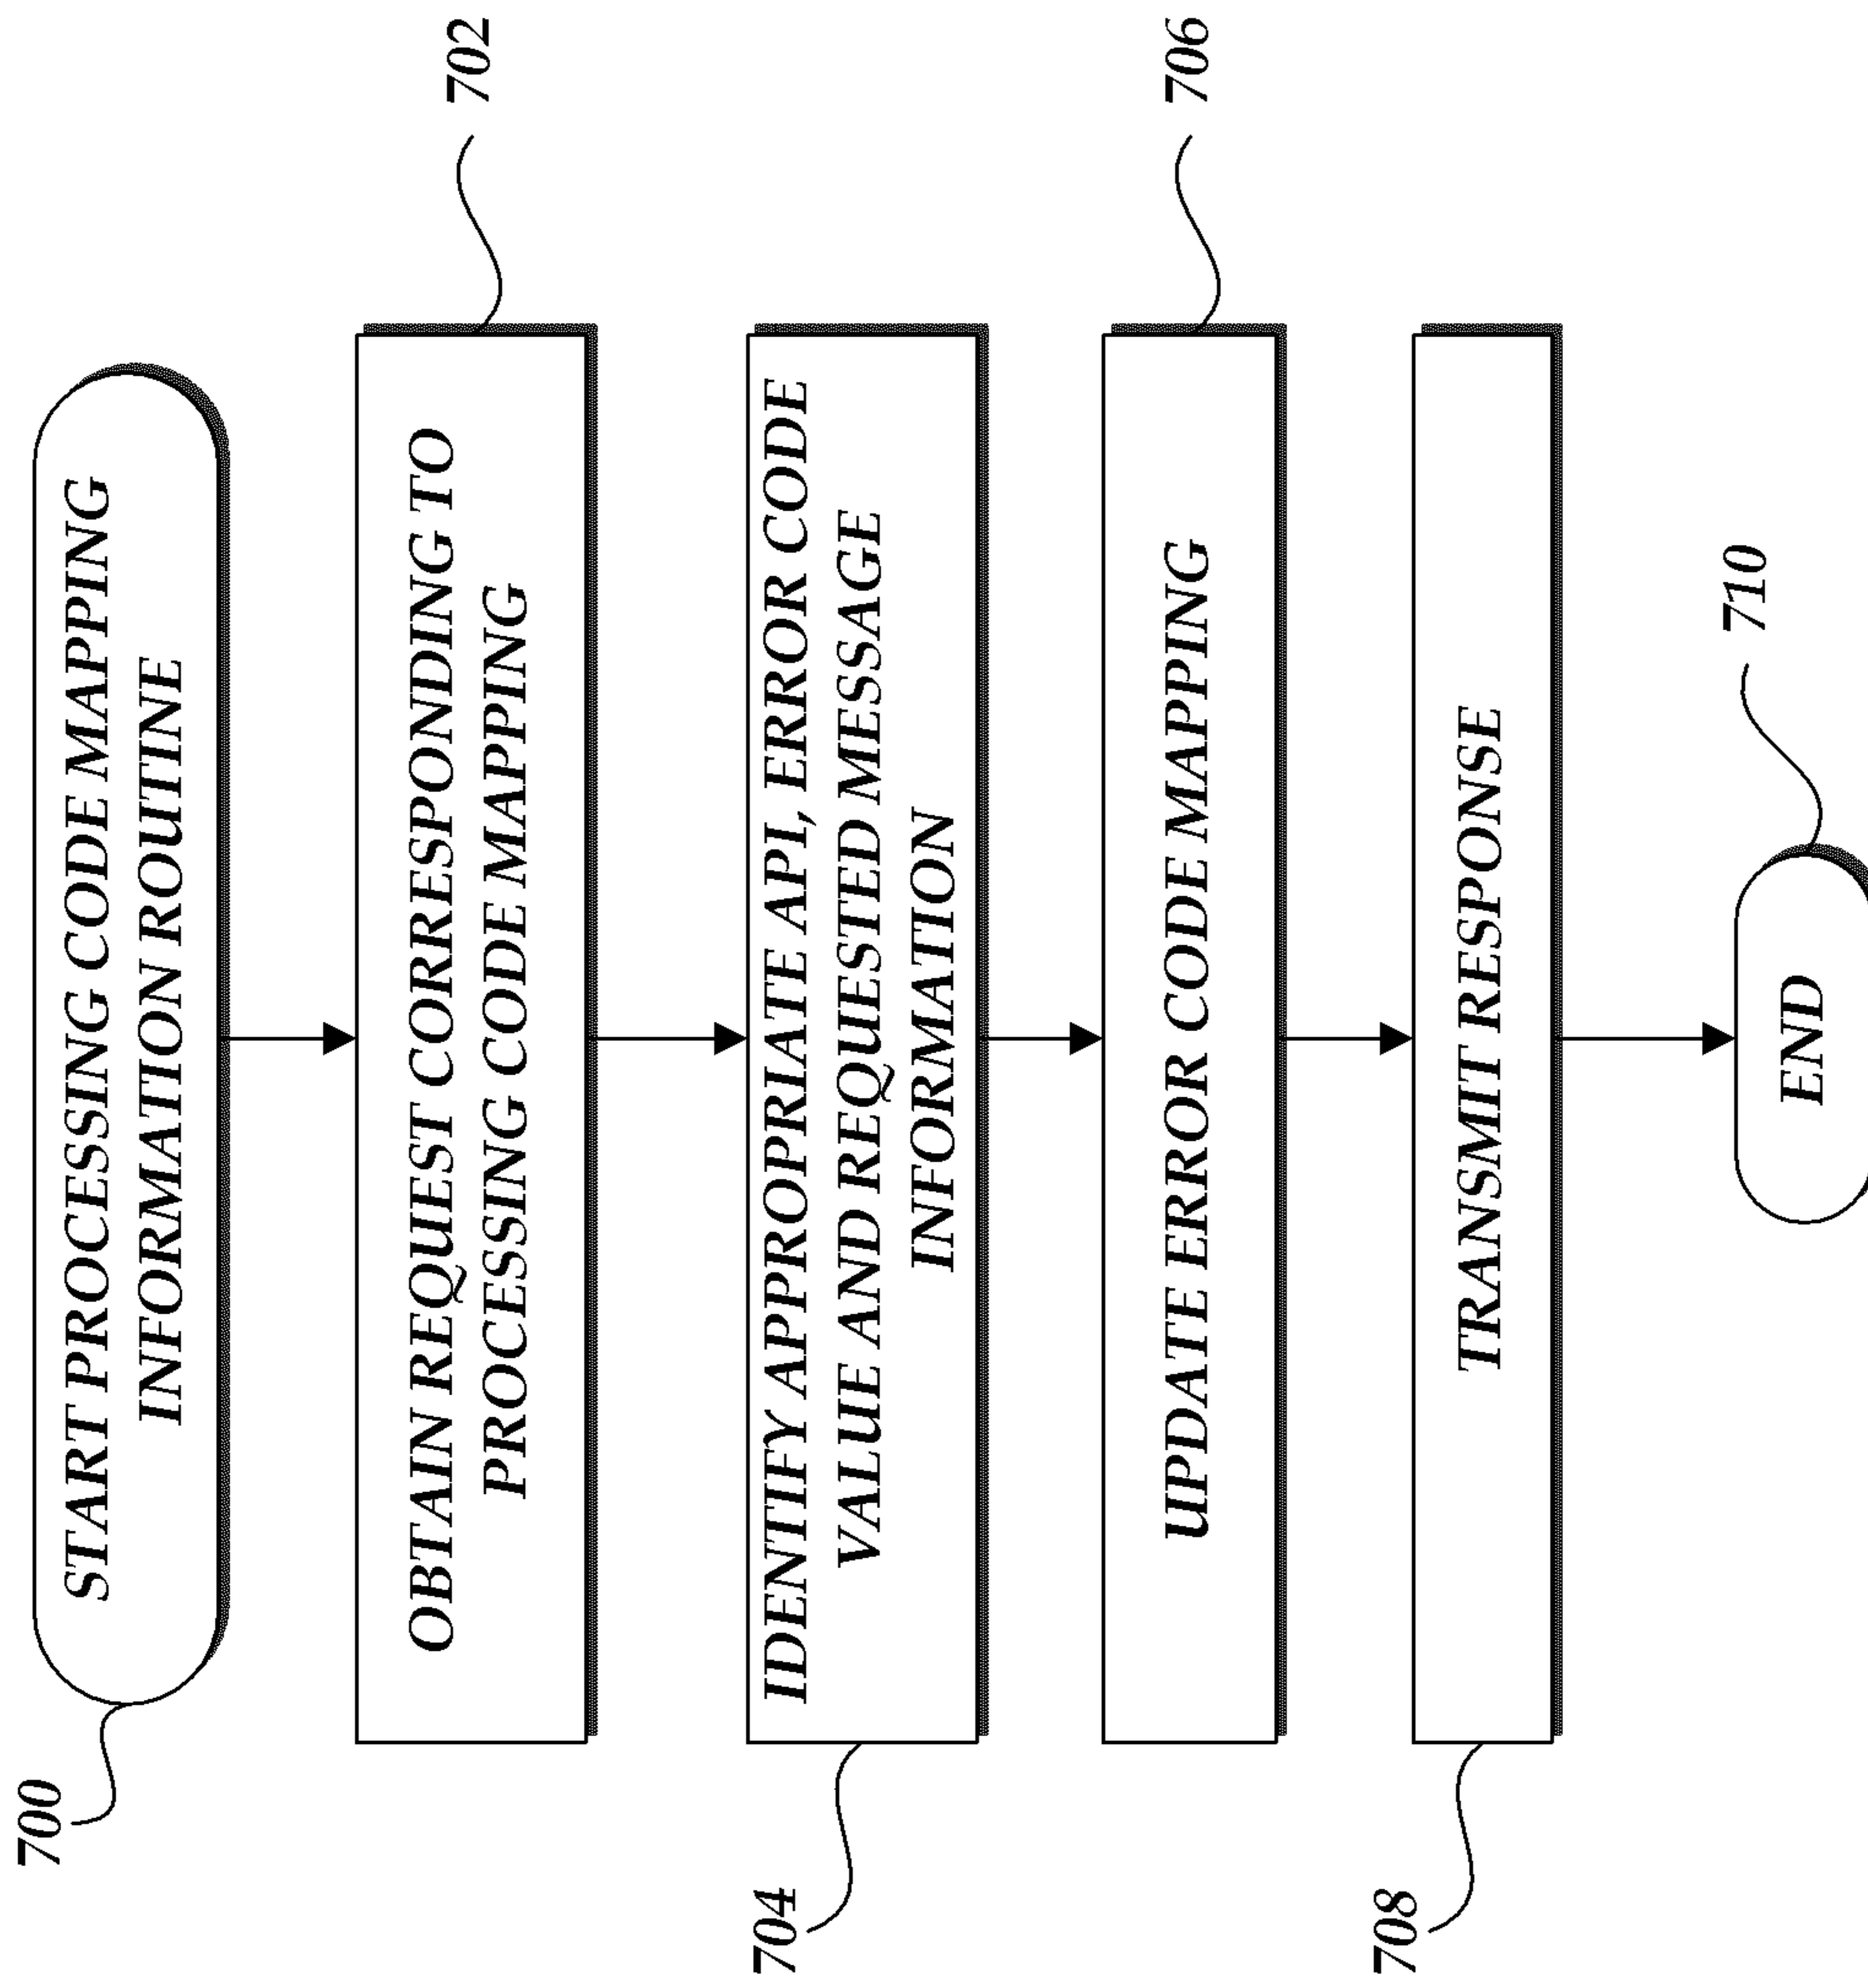 700
START PROCESSING CODE MAPPING
INFORMATION ROUTINE
702
OBTAIN REQUEST CORRESPONDING TO
PROCESSING CODE MAPPING
704
IDENTIFY APPROPRIATE API, ERROR CODE
VALUE AND REQUESTED MESSAGE
INFORMATION
706
UPDATE ERROR CODE MAPPING
708
TRANSMIT RESPONSE
710
END